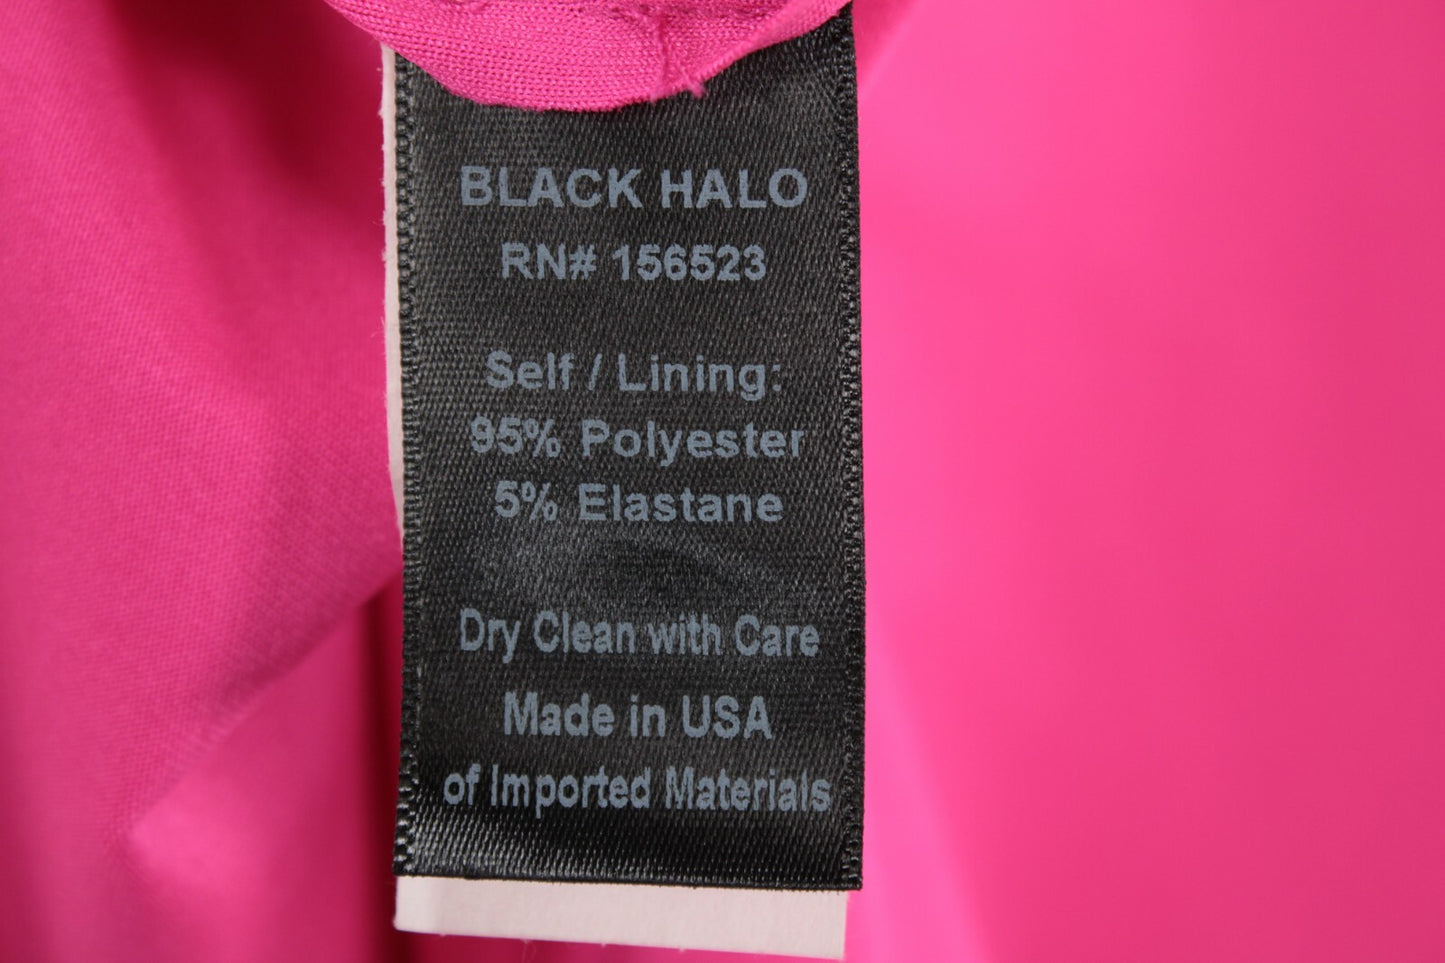 BLACK HALO
RN# 156523
Self / Lining:
95% Polyester
5% Elastane
Dry Clean with Care
Made in USA
of Imported Materials